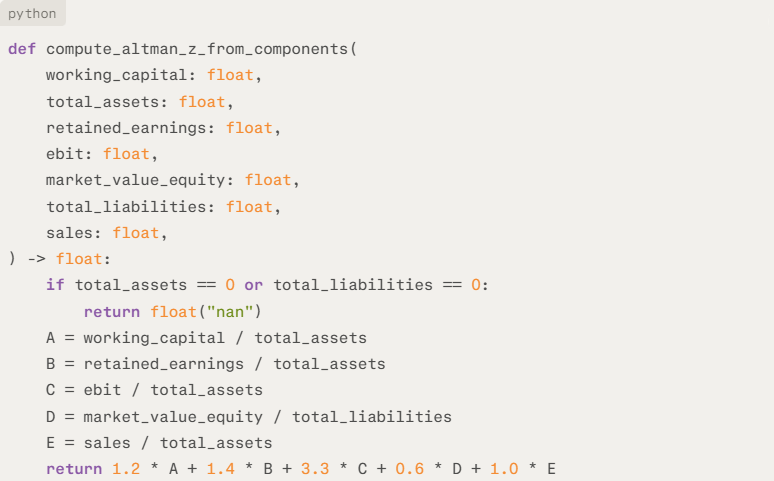 python
def compute_altman_z_from_components(
    working_capital: float,
    total_assets: float,
    retained_earnings: float,
    ebit: float,
    market_value_equity: float,
    total_liabilities: float,
    sales: float,
) -> float:
    if total_assets == 0 or total_liabilities == 0:
        return float("nan")
    A = working_capital / total_assets
    B = retained_earnings / total_assets
    C = ebit / total_assets
    D = market_value_equity / total_liabilities
    E = sales / total_assets
    return 1.2 * A + 1.4 * B + 3.3 * C + 0.6 * D + 1.0 * E